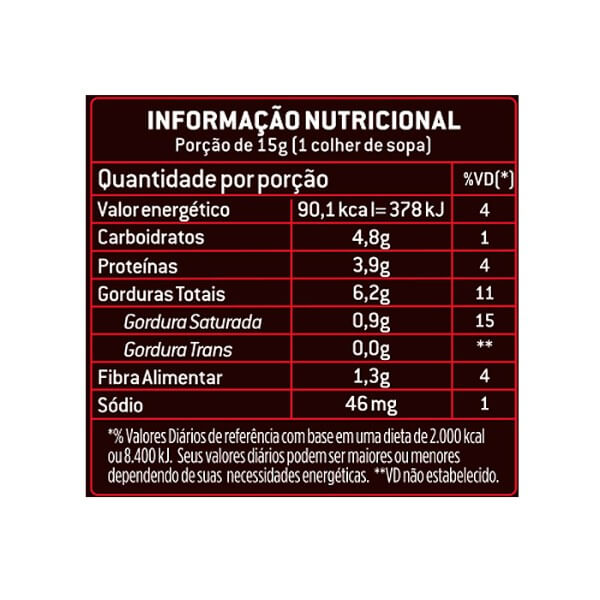 INFORMAÇÃO NUTRICIONAL
Porção de 15g (1 colher de sopa)
Quantidade por porção %VD(*)
Valor energético 90,1 kcal= 378 kJ 4
Carboidratos 4,8g 1
Proteínas 3,9g 4
Gorduras Totais 6,2g 11
Gordura Saturada 0,9g 15
Gordura Trans 0,0g **
Fibra Alimentar 1,3g 4
Sódio 46 mg 1
*% Valores Diários de referência com base em uma dieta de 2.000 kcal
ou 8.400 kJ. Seus valores diários podem ser maiores ou menores
dependendo de suas necessidades energéticas. **VD não estabelecido.